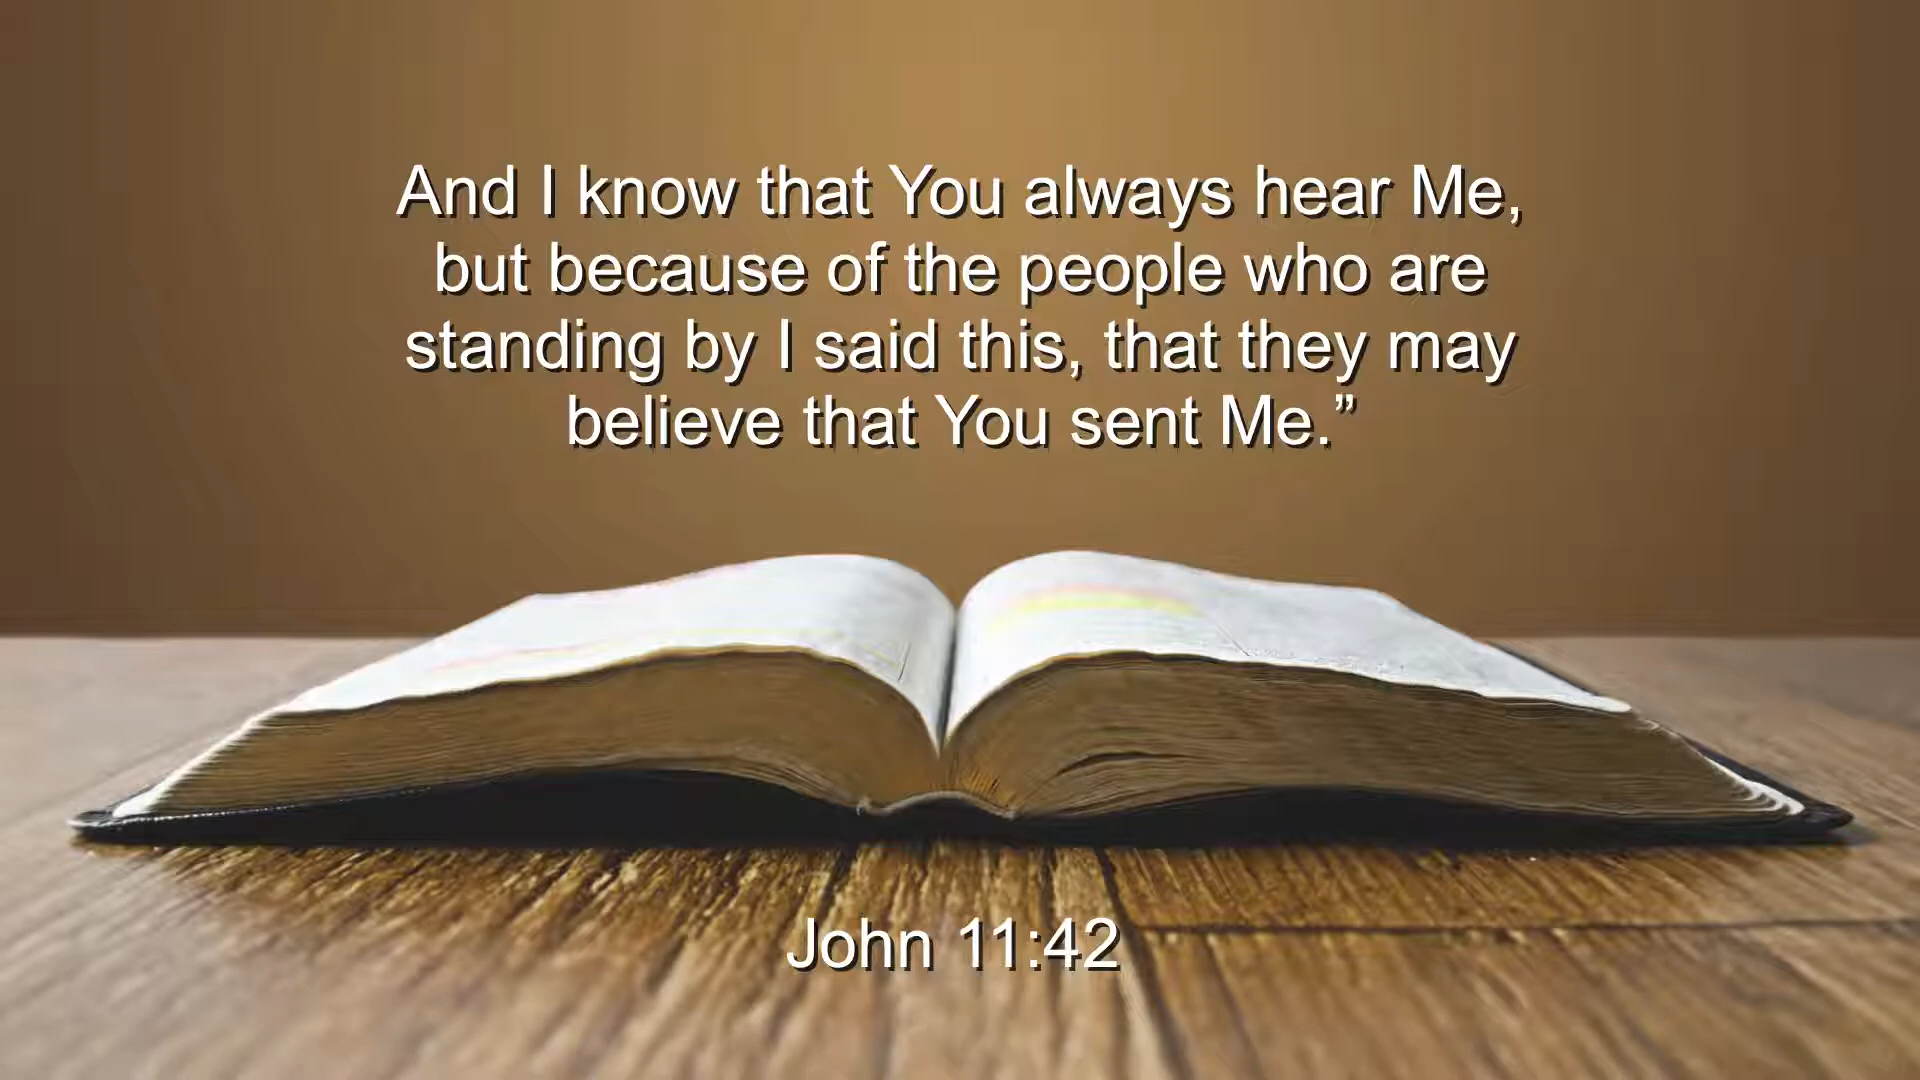 And I know that You always hear Me,
but because of the people who are
standing by I said this, that they may
believe that You sent Me.”
John 11:42